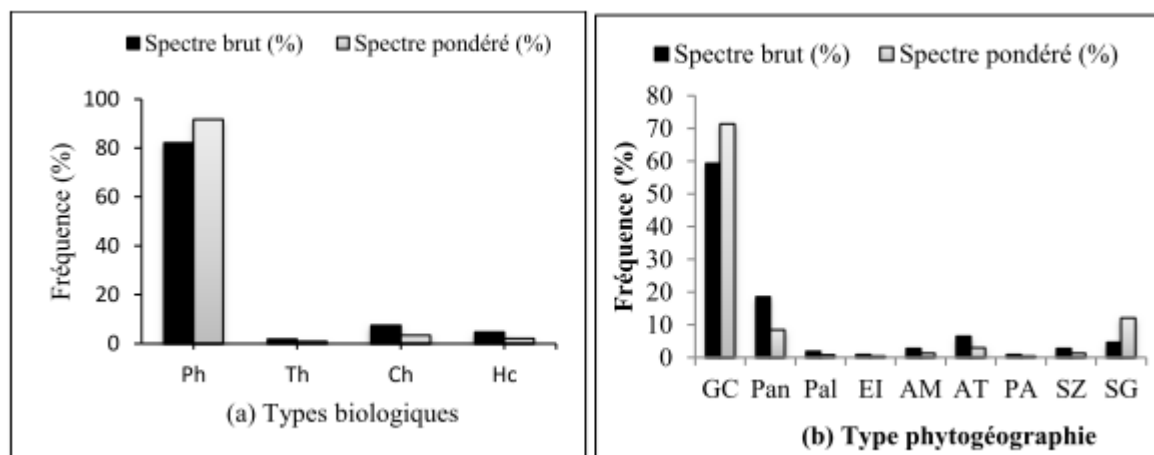 Spectre brut (%) Spectre pondéré (%)
Fréquence (%)
100
80
60
40
20
0
Ph Th Ch Hc
(a) Types biologiques
Spectre brut (%) Spectre pondéré (%)
Fréquence (%)
80
70
60
50
40
30
20
10
0
GC Pan Pal EI AM AT PA SZ SG
(b) Type phytogéographie